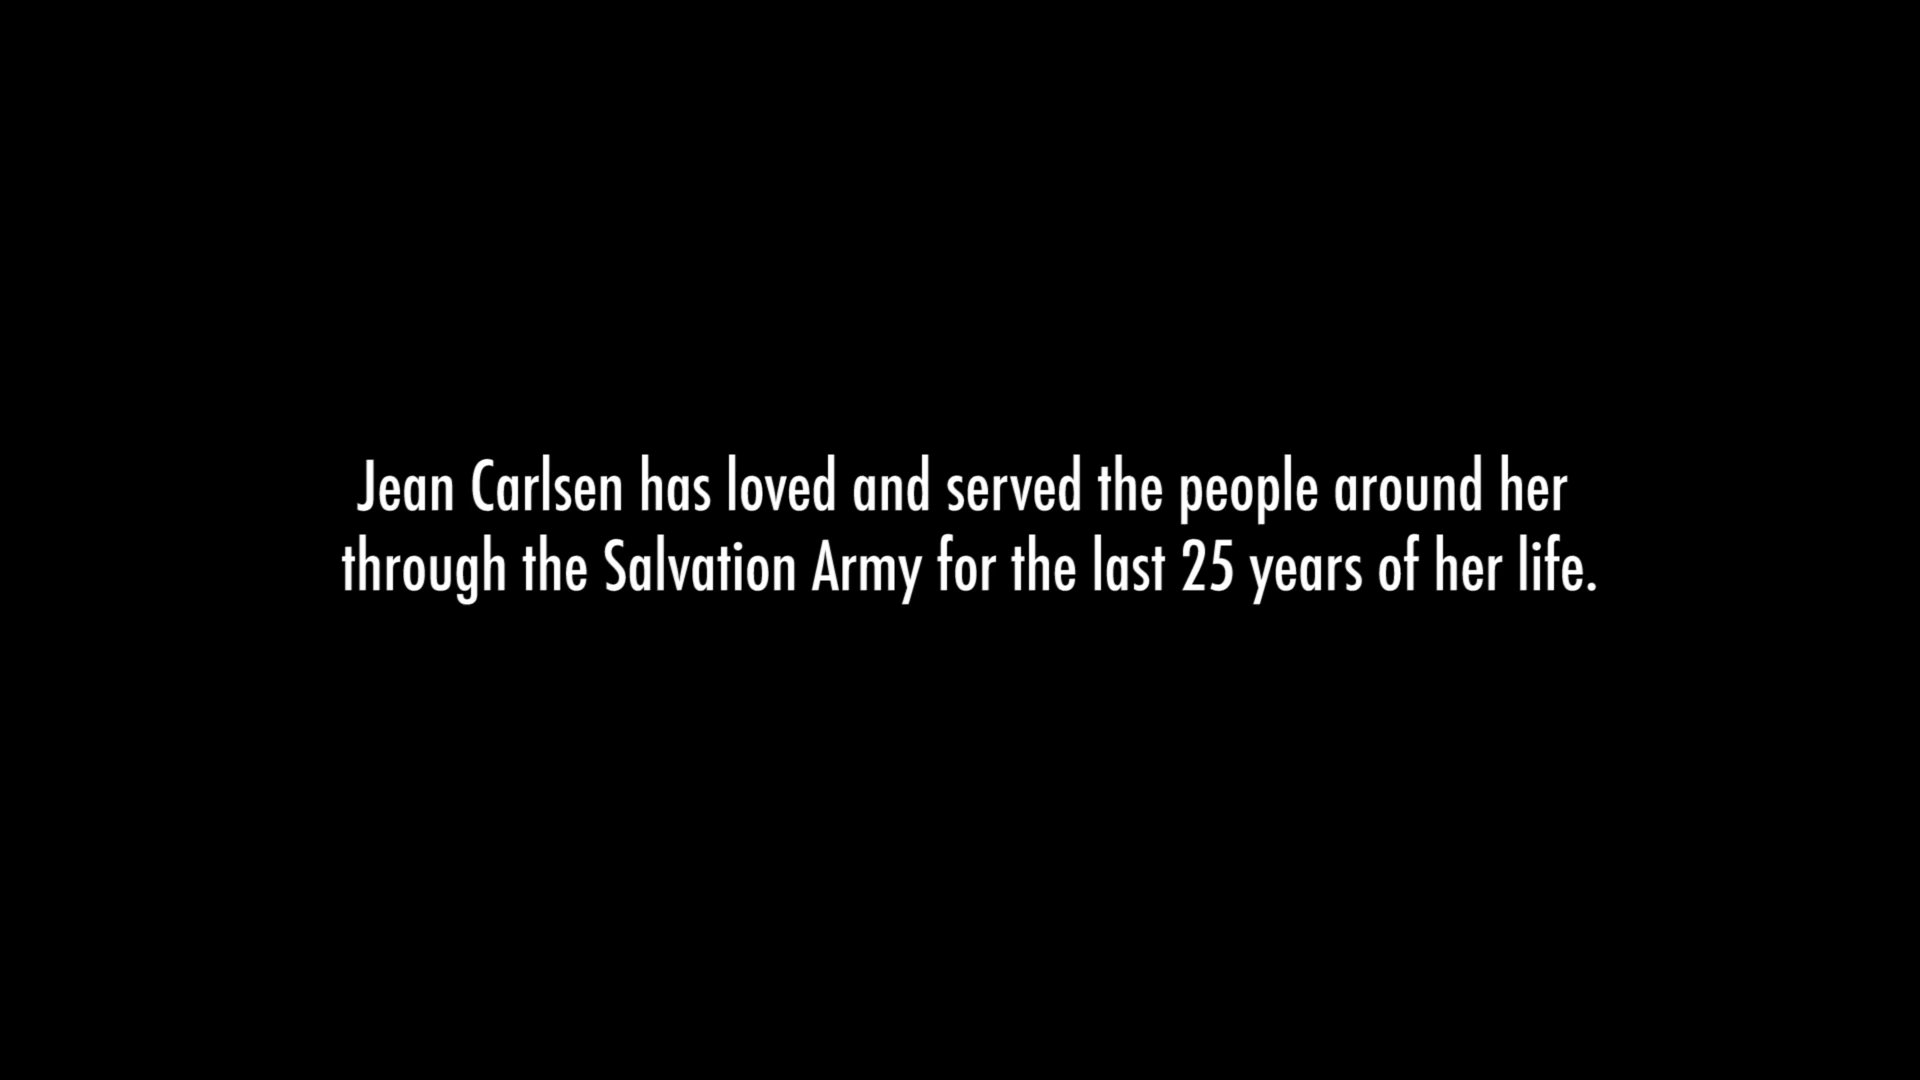 Jean Carlsen has loved and served the people around her
through the Salvation Army for the last 25 years of her life.